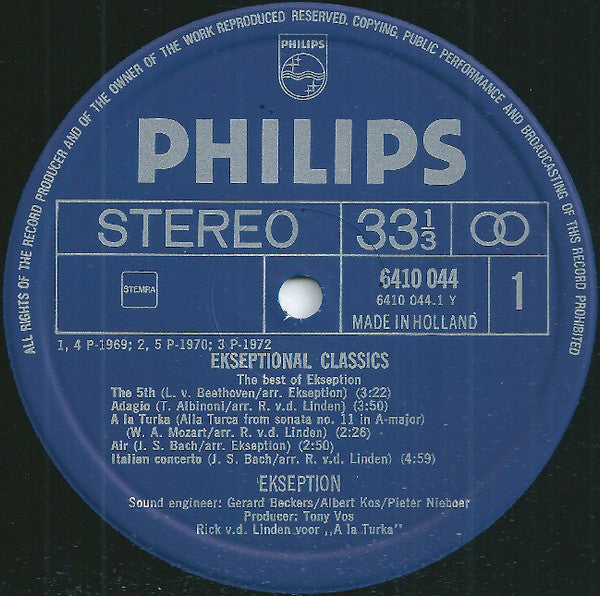 ALL RIGHTS OF THE RECORD PRODUCER AND OF THE OWNER OF THE WORK REPRODUCED RESERVED. COPYING, PUBLIC PERFORMANCE AND BROADCASTING OF THIS RECORD PROHIBITED
PHILIPS
PHILIPS
STEREO 33 1/3
STEMRA
6410 044
6410 044.1 Y
MADE IN HOLLAND
1
1, 4 P-1969; 2, 5 P-1970; 3 P-1972
EKSEPTIONAL CLASSICS
The best of Ekseption
The 5th (L. v. Beethoven/arr. Ekseption) (3:22)
Adagio (T. Albinoni/arr. R. v.d. Linden) (3:50)
A la Turka (Alla Turca from sonata no. 11 in A-major)
(W. A. Mozart/arr. R. v.d. Linden) (2:26)
Air (J. S. Bach/arr. Ekseption) (2:50)
Italian concerto (J. S. Bach/arr. R. v.d. Linden) (4:59)
EKSEPTION
Sound engineer: Gerard Beckers/Albert Kos/Pieter Nieboer
Producer: Tony Vos
Rick v.d. Linden voor „A la Turka"